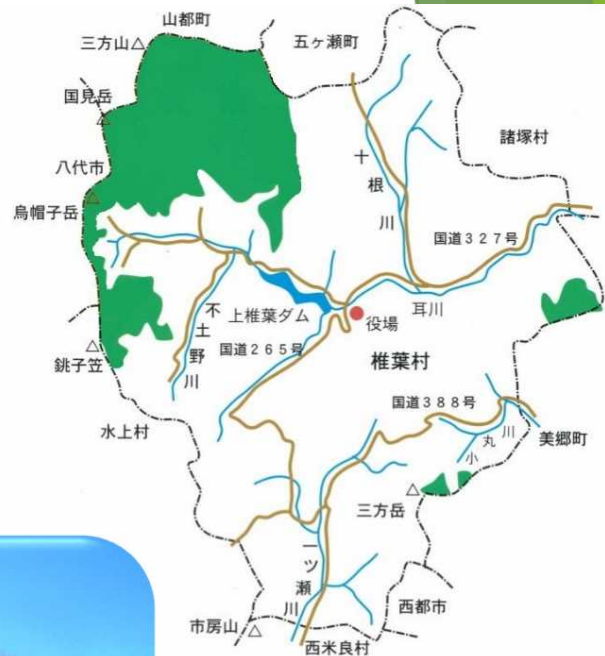 山都町
三方山
五ヶ瀬町
国見岳
諸塚村
八代市
十根川
烏帽子岳
国道327号
不土野川
上椎葉ダム
耳川
役場
国道265号
椎葉村
銚子笠
国道388号
水上村
小丸川
美郷町
三方岳
一ツ瀬川
西都市
市房山
西米良村